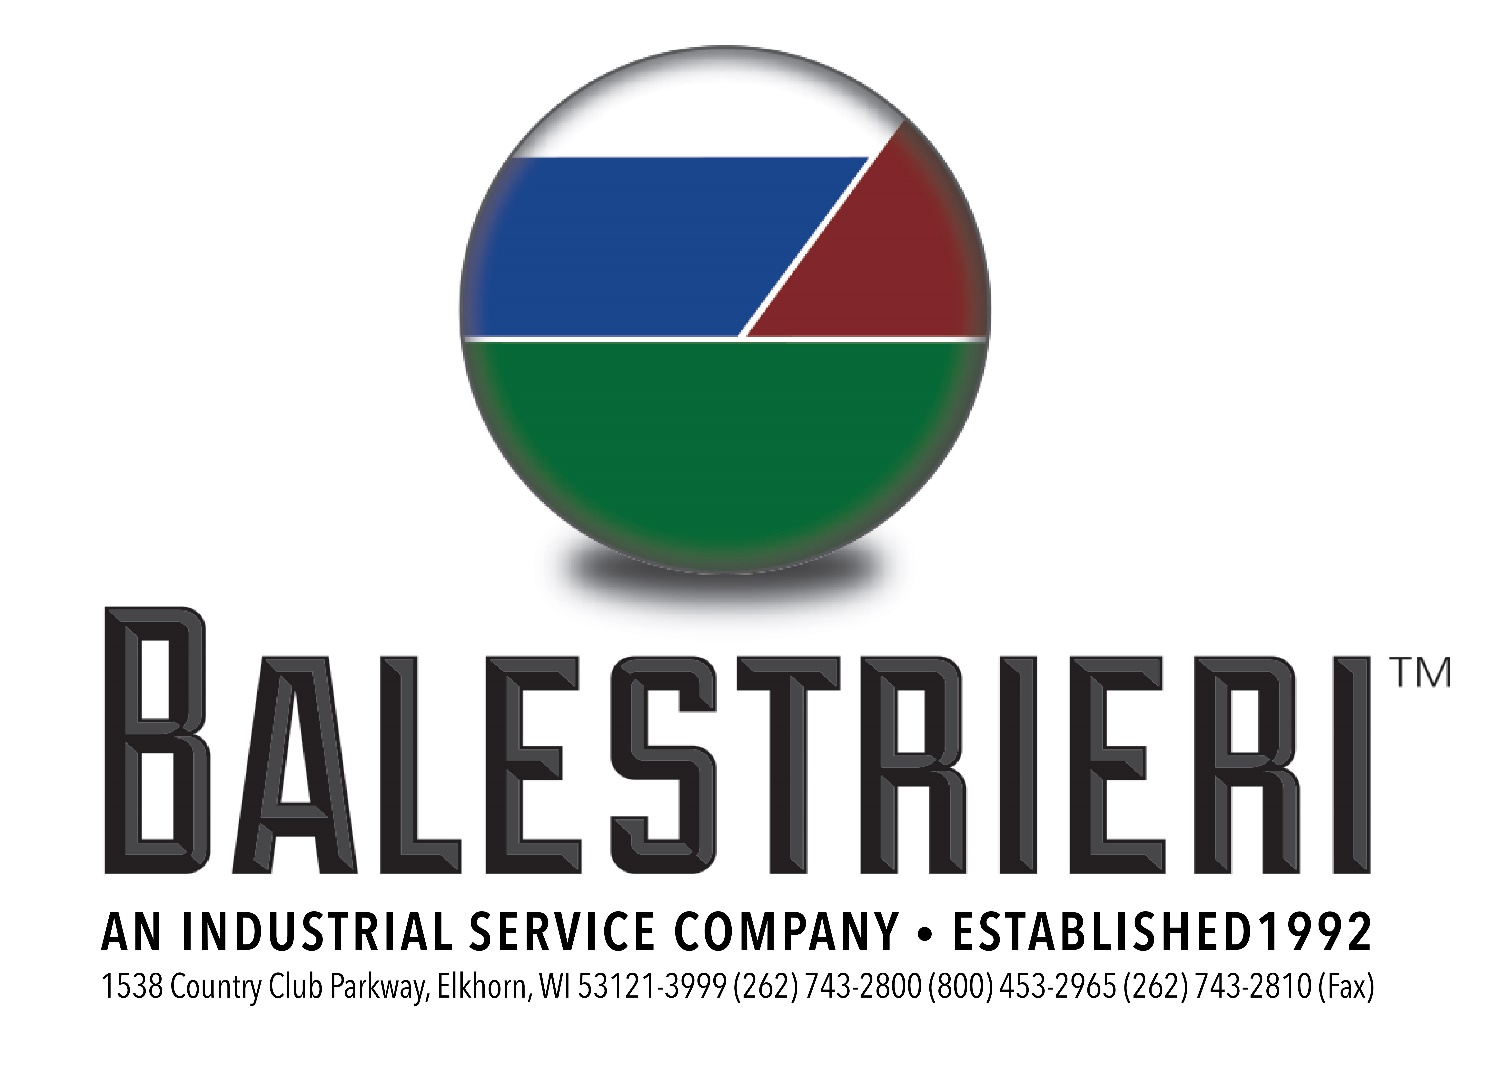 BALESTRIERI™
AN INDUSTRIAL SERVICE COMPANY • ESTABLISHED1992
1538 Country Club Parkway, Elkhorn, WI 53121-3999 (262) 743-2800 (800) 453-2965 (262) 743-2810 (Fax)